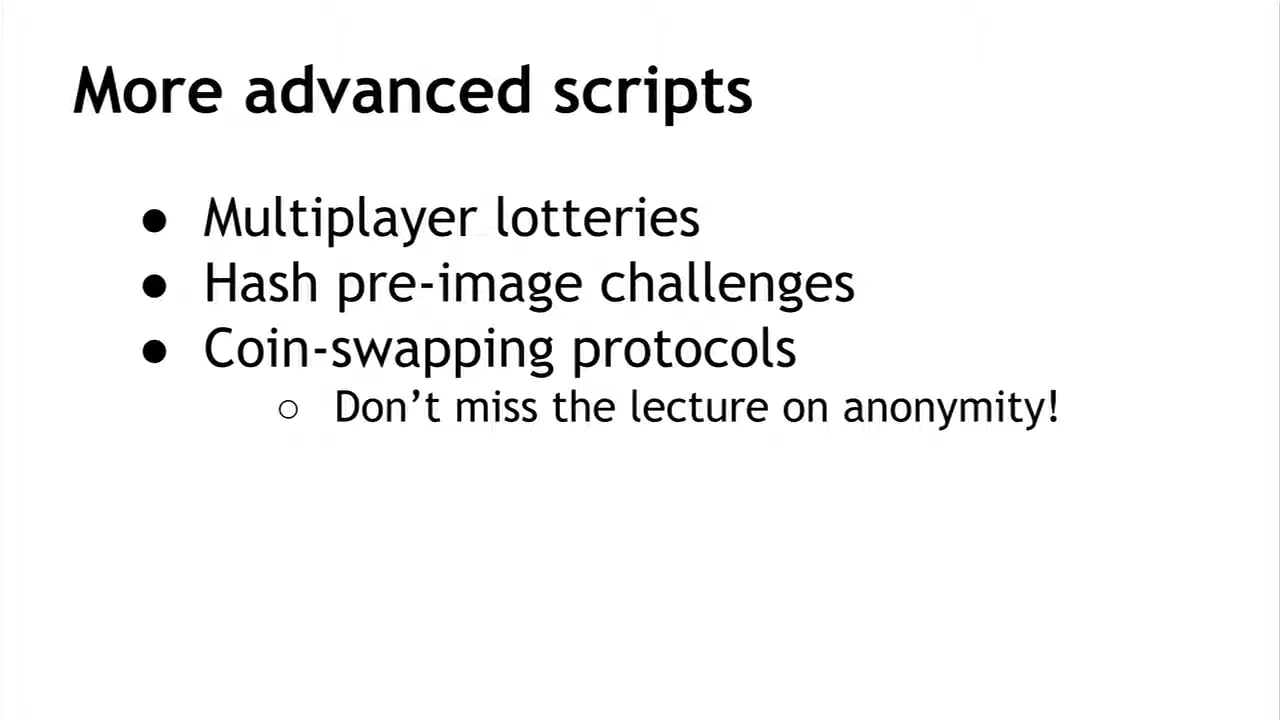 More advanced scripts
● Multiplayer lotteries
● Hash pre-image challenges
● Coin-swapping protocols
○ Don’t miss the lecture on anonymity!